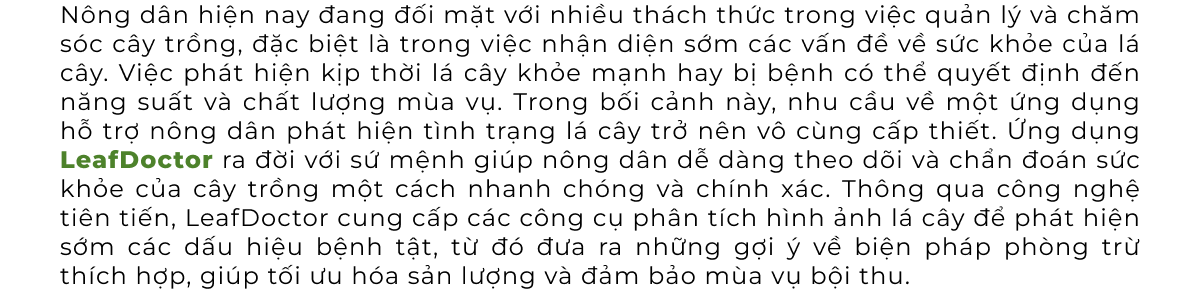 Nông dân hiện nay đang đối mặt với nhiều thách thức trong việc quản lý và chăm
sóc cây trồng, đặc biệt là trong việc nhận diện sớm các vấn đề về sức khỏe của lá
cây. Việc phát hiện kịp thời lá cây khỏe mạnh hay bị bệnh có thể quyết định đến
năng suất và chất lượng mùa vụ. Trong bối cảnh này, nhu cầu về một ứng dụng
hỗ trợ nông dân phát hiện tình trạng lá cây trở nên vô cùng cấp thiết. Ứng dụng
LeafDoctor ra đời với sứ mệnh giúp nông dân dễ dàng theo dõi và chẩn đoán sức
khỏe của cây trồng một cách nhanh chóng và chính xác. Thông qua công nghệ
tiên tiến, LeafDoctor cung cấp các công cụ phân tích hình ảnh lá cây để phát hiện
sớm các dấu hiệu bệnh tật, từ đó đưa ra những gợi ý về biện pháp phòng trừ
thích hợp, giúp tối ưu hóa sản lượng và đảm bảo mùa vụ bội thu.